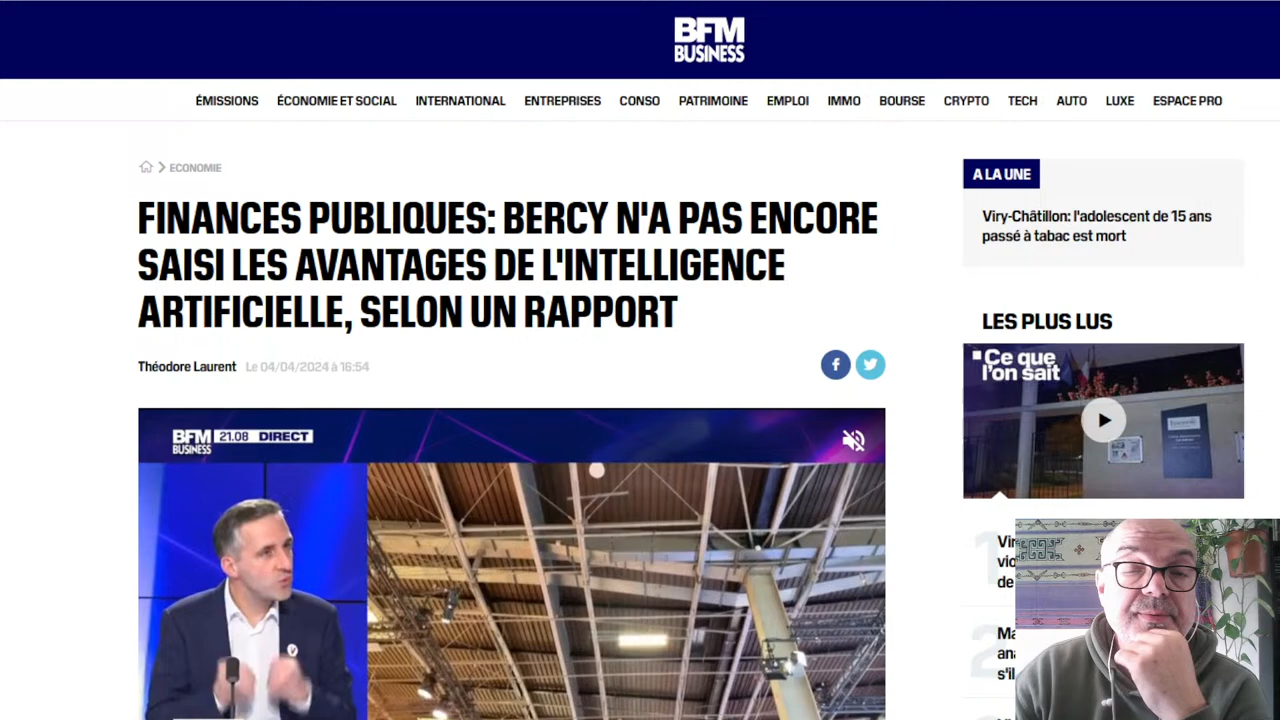 BFM
BUSINESS
ÉMISSIONS ÉCONOMIE ET SOCIAL INTERNATIONAL ENTREPRISES CONSO PATRIMOINE EMPLOI IMMO BOURSE CRYPTO TECH AUTO LUXE ESPACE PRO
ECONOMIE
FINANCES PUBLIQUES: BERCY N'A PAS ENCORE
SAISI LES AVANTAGES DE L'INTELLIGENCE
ARTIFICIELLE, SELON UN RAPPORT
Théodore Laurent Le 04/04/2024 à 16:54
BFM
BUSINESS
21.08 DIRECT
A LA UNE
Viry-Châtillon: l'adolescent de 15 ans
passé à tabac est mort
LES PLUS LUS
Ce que
l'on sait
1
2
s'il